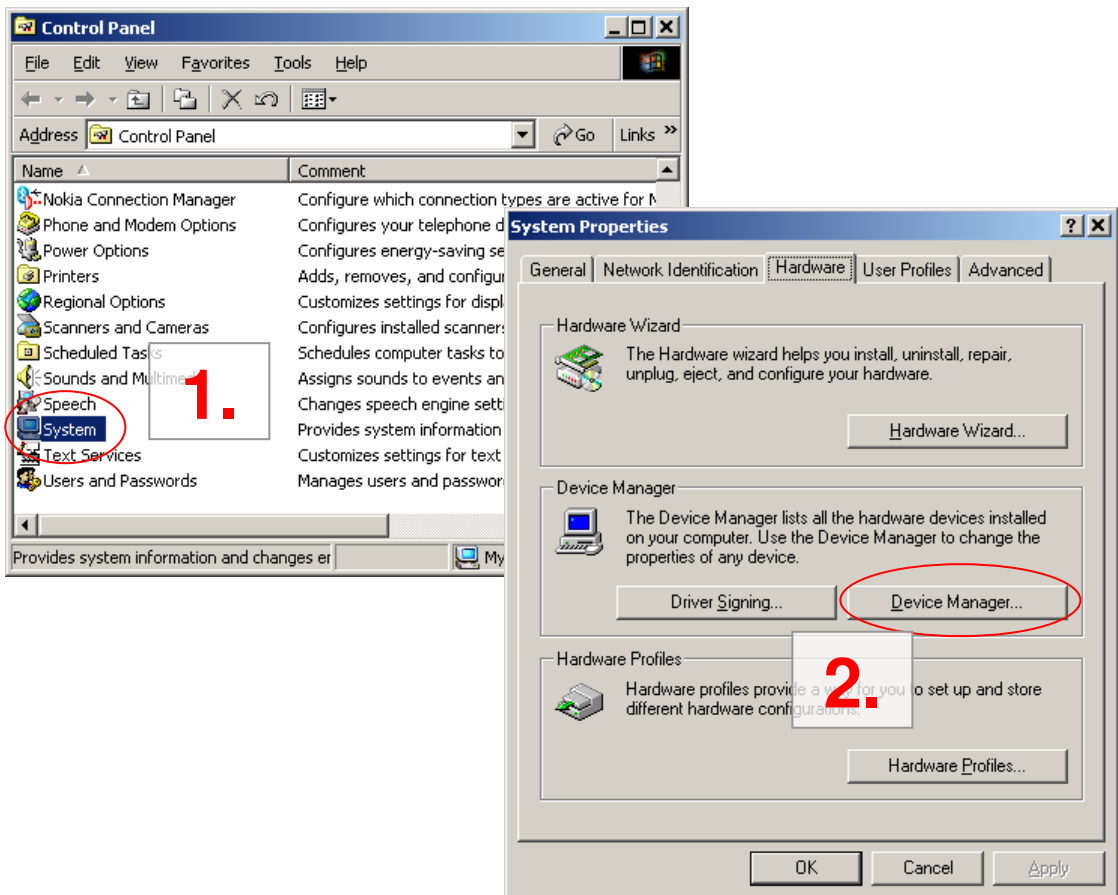 Control Panel
File Edit View Favorites Tools Help
Address Control Panel Go Links »
Name Comment
Nokia Connection Manager Configure which connection types are active for N
Phone and Modem Options Configures your telephone d
Power Options Configures energy-saving se
Printers Adds, removes, and configur
Regional Options Customizes settings for displ
Scanners and Cameras Configures installed scanners
Scheduled Tasks Schedules computer tasks to
Sounds and Multimedia Assigns sounds to events an
Speech Changes speech engine setti
System Provides system information
Text Services Customizes settings for text
Users and Passwords Manages users and passwor
Provides system information and changes er My
1.
System Properties
General Network Identification Hardware User Profiles Advanced
Hardware Wizard
The Hardware wizard helps you install, uninstall, repair,
unplug, eject, and configure your hardware.
Hardware Wizard...
Device Manager
The Device Manager lists all the hardware devices installed
on your computer. Use the Device Manager to change the
properties of any device.
Driver Signing... Device Manager...
2.
Hardware Profiles
Hardware profiles provide a way for you to set up and store
different hardware configurations.
Hardware Profiles...
OK Cancel Apply